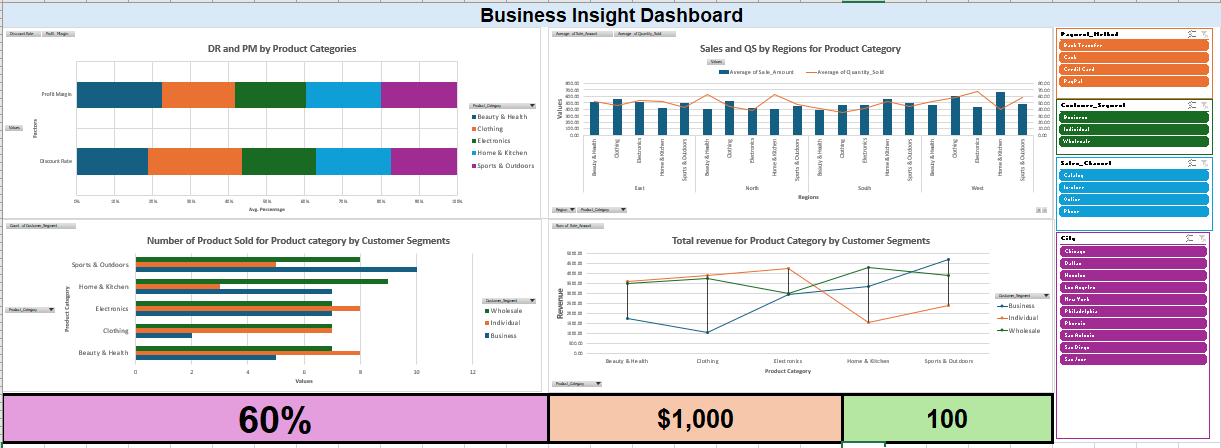 Business Insight Dashboard
Discount Rate
Profit_Margin
DR and PM by Product Categories
Profit Margin
Discount Rate
Values
Factors
0%
10%
20%
30%
40%
50%
60%
70%
80%
90%
100%
Avg. Percentage
Product_Category
Beauty & Health
Clothing
Electronics
Home & Kitchen
Sports & Outdoors
Average of Sale_Amount
Average of Quantity_Sold
Sales and QS by Regions for Product Category
Values
Average of Sale_Amount
Average of Quantity_Sold
Values
800.00
700.00
600.00
500.00
400.00
300.00
200.00
100.00
0.00
80.00
70.00
60.00
50.00
40.00
30.00
20.00
10.00
0.00
Beauty & Health
Clothing
Electronics
Home & Kitchen
Sports & Outdoors
Beauty & Health
Clothing
Electronics
Home & Kitchen
Sports & Outdoors
Beauty & Health
Clothing
Electronics
Home & Kitchen
Sports & Outdoors
Beauty & Health
Clothing
Electronics
Home & Kitchen
Sports & Outdoors
East
North
South
West
Regions
Region
Product_Category
Payment_Method
Bank Transfer
Cash
Credit Card
PayPal
Customer_Segment
Business
Individual
Wholesale
Sales_Channel
Catalog
In-store
Online
Phone
City
Chicago
Dallas
Houston
Los Angeles
New York
Philadelphia
Phoenix
San Antonio
San Diego
San Jose
Count of Customer_Segment
Number of Product Sold for Product category by Customer Segments
Product_Category
Product Category
Sports & Outdoors
Home & Kitchen
Electronics
Clothing
Beauty & Health
0
2
4
6
8
10
12
Values
Customer_Segment
Wholesale
Individual
Business
Sum of Sale_Amount
Total revenue for Product Category by Customer Segments
Revenue
5000.00
4500.00
4000.00
3500.00
3000.00
2500.00
2000.00
1500.00
1000.00
500.00
0.00
Beauty & Health
Clothing
Electronics
Home & Kitchen
Sports & Outdoors
Product Category
Customer_Segment
Business
Individual
Wholesale
Product_Category
60%
$1,000
100